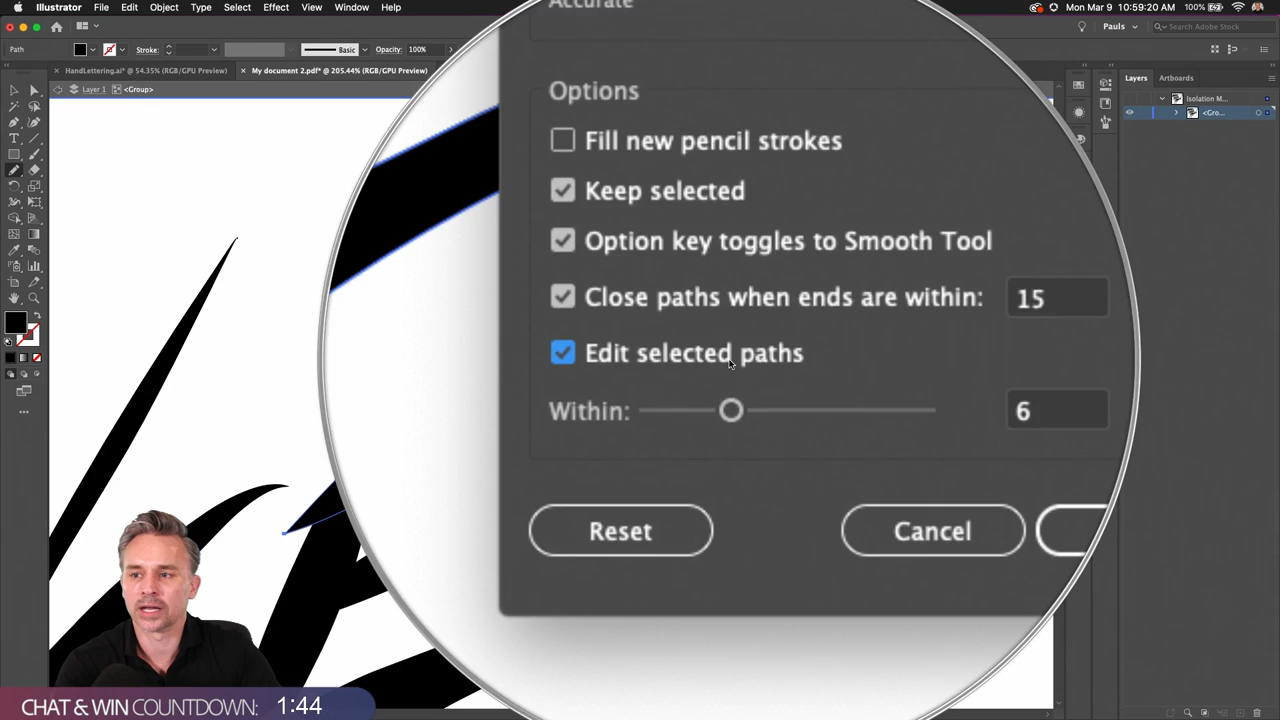 Illustrator File Edit Object Type Select Effect View Window Help
100% Mon Mar 9 10:59:20 AM
Pauls
Search Adobe Stock
Path Stroke: Basic Opacity: 100%
HandLettering.ai* @ 54.35% (RGB/GPU Preview)
My document 2.pdf* @ 205.44% (RGB/GPU Preview)
Layer 1 <Group>
Layers Artboards
Isolation M...
<Gro...
Accurate
Options
Fill new pencil strokes
Keep selected
Option key toggles to Smooth Tool
Close paths when ends are within: 15
Edit selected paths
Within: 6
Reset Cancel
CHAT & WIN COUNTDOWN: 1:44